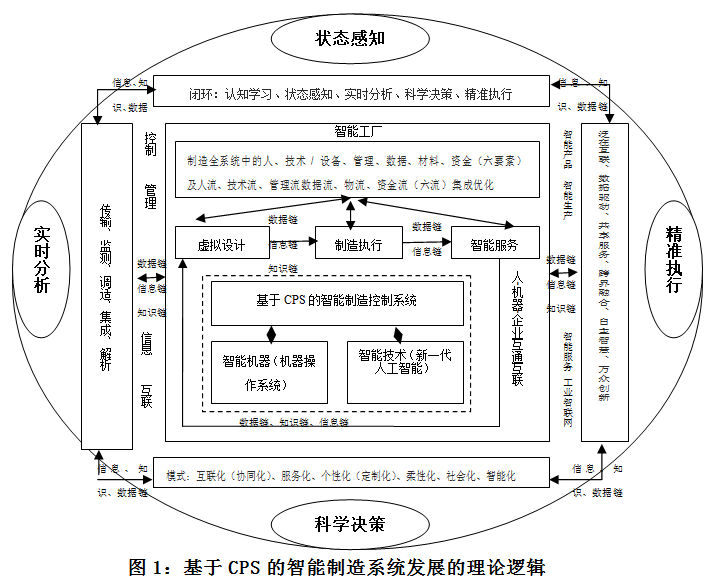 状态感知
信息、知
识、数据
闭环：认知学习、状态感知、实时分析、科学决策、精准执行
信息、知
识、数据链
实时分析
传输、监测、调造、集成、解析
控制
管理
信息
互联
数据链
信息链
知识链
智能工厂
制造全系统中的人、技术/设备、管理、数据、材料、资金（六要素）
及人流、技术流、管理流数据流、物流、资金流（六流）集成优化
数据链
数据链
虚拟设计
信息链
制造执行
信息链
智能服务
知识链
基于CPS的智能制造控制系统
智能机器（机器操
作系统）
智能技术（新一代
人工智能）
数据链、知识链、信息链
人机器企业互通互联
智能产品
智能生产
数据链
信息链
知识链
智能服务
工业智联网
泛在互联、数据驱动、共享服务、跨界融合、自主智慧、万众创新
精准执行
信息、知
识、数据链
模式：互联化（协同化）、服务化、个性化（定制化）、柔性化、社会化、智能化
信息、知
识、数据链
科学决策
图1：基于CPS的智能制造系统发展的理论逻辑